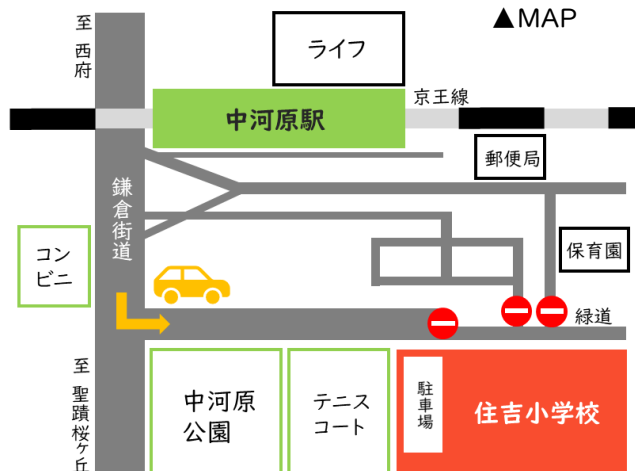 ▲MAP
至
西
府
ライフ
京王線
中河原駅
郵便局
鎌倉街道
コン
ビニ
保育園
緑道
至
聖蹟桜ヶ丘
中河原
公園
テニス
コート
駐車場
住吉小学校